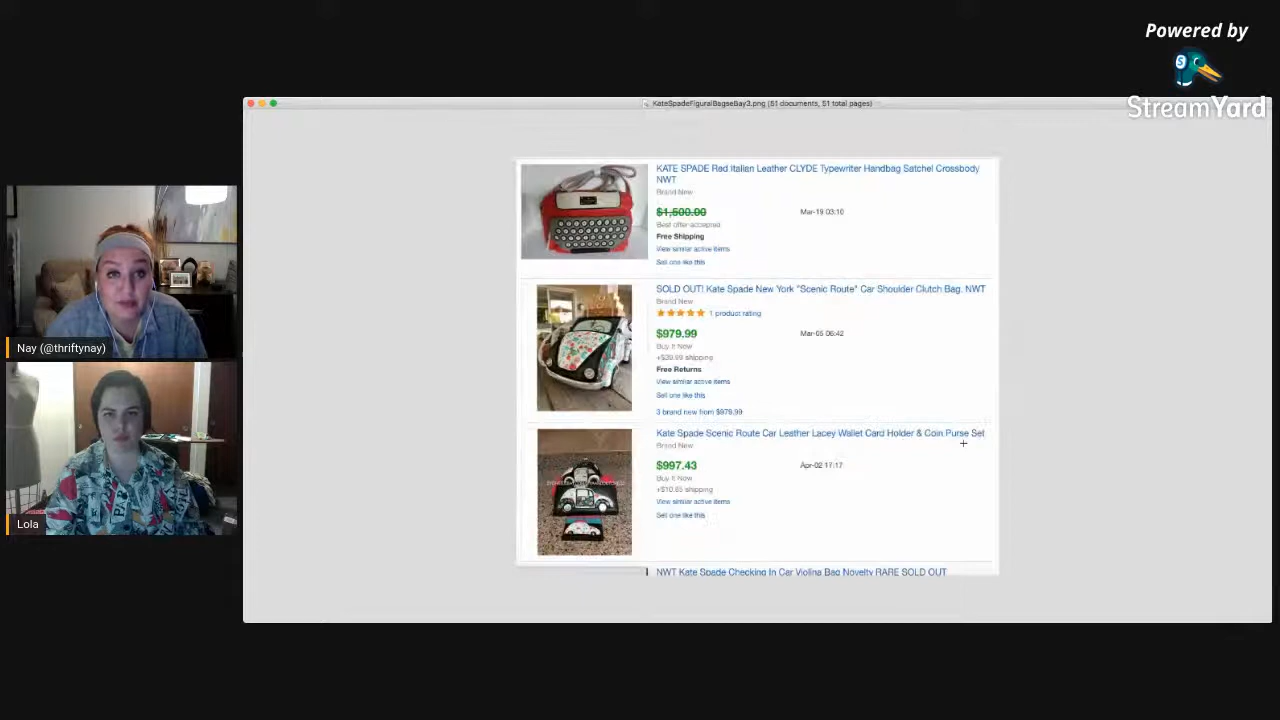 Powered by
StreamYard
KateSpadeFiguralBagseBay3.png (51 documents, 51 total pages)
KATE SPADE Red Italian Leather CLYDE Typewriter Handbag Satchel Crossbody
NWT
Brand New
$1,500.00
Mar-19 03:10
Best offer accepted
Free Shipping
View similar active items
Sell one like this
SOLD OUT! Kate Spade New York "Scenic Route" Car Shoulder Clutch Bag. NWT
Brand New
1 product rating
$979.99
Mar-05 06:42
Buy It Now
+$39.99 shipping
Free Returns
View similar active items
Sell one like this
3 brand new from $979.99
Kate Spade Scenic Route Car Leather Lacey Wallet Card Holder & Coin Purse Set
Brand New
$997.43
Apr-02 17:17
Buy It Now
+$10.65 shipping
View similar active items
Sell one like this
NWT Kate Spade Checking In Car Violina Bag Novelty RARE SOLD OUT
Nay (@thriftynay)
Lola